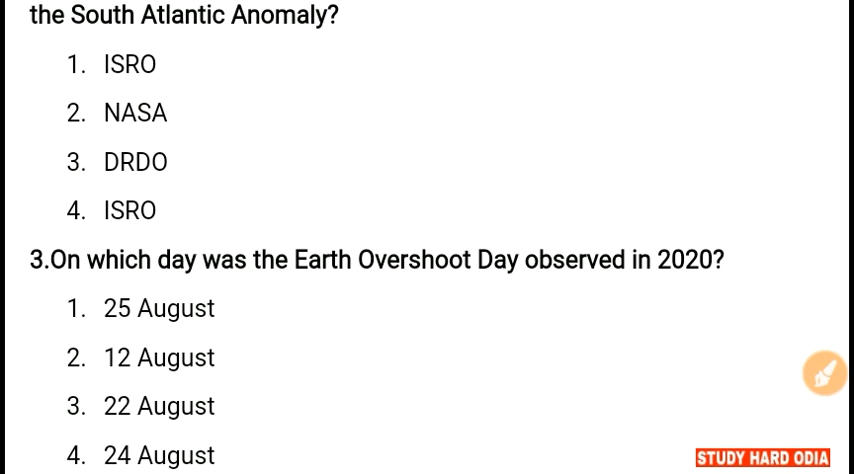 the South Atlantic Anomaly?
1. ISRO
2. NASA
3. DRDO
4. ISRO
3.On which day was the Earth Overshoot Day observed in 2020?
1. 25 August
2. 12 August
3. 22 August
4. 24 August
STUDY HARD ODIA